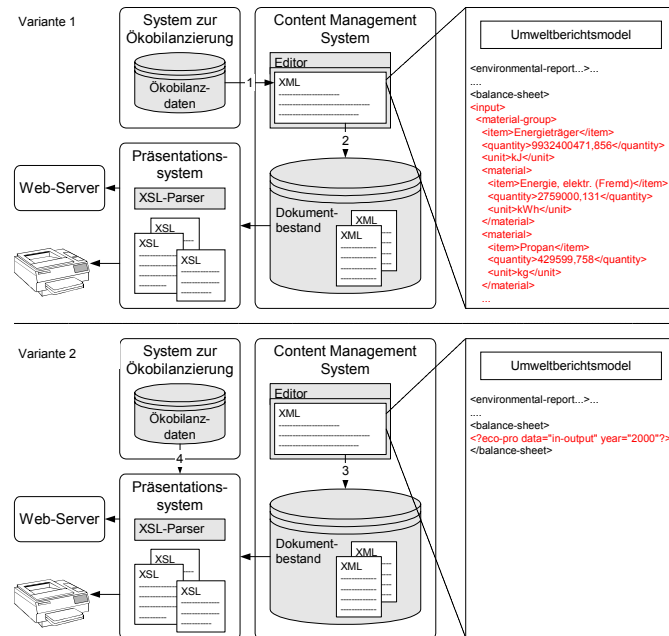 Variante 1
System zur
Ökobilanzierung
Ökobilanz-
daten
1
Content Management
System
Editor
XML
2
Dokument-
bestand
XML
XML
Präsentations-
system
XSL-Parser
XSL
XSL
XSL
Web-Server
Umweltberichtsmodel
<environmental-report...>...
....
<balance-sheet>
<input>
<material-group>
<item>Energieträger</item>
<quantity>9932400471,856</quantity>
<unit>kJ</unit>
<material>
<item>Energie, elektr. (Fremd)</item>
<quantity>2759000,131</quantity>
<unit>kWh</unit>
</material>
<material>
<item>Propan</item>
<quantity>429599,758</quantity>
<unit>kg</unit>
</material>
...
Variante 2
System zur
Ökobilanzierung
Ökobilanz-
daten
4
Content Management
System
Editor
XML
3
Dokument-
bestand
XML
XML
Präsentations-
system
XSL-Parser
XSL
XSL
XSL
Web-Server
Umweltberichtsmodel
<environmental-report...>...
....
<balance-sheet>
<?eco-pro data="in-output" year="2000"?>
</balance-sheet>